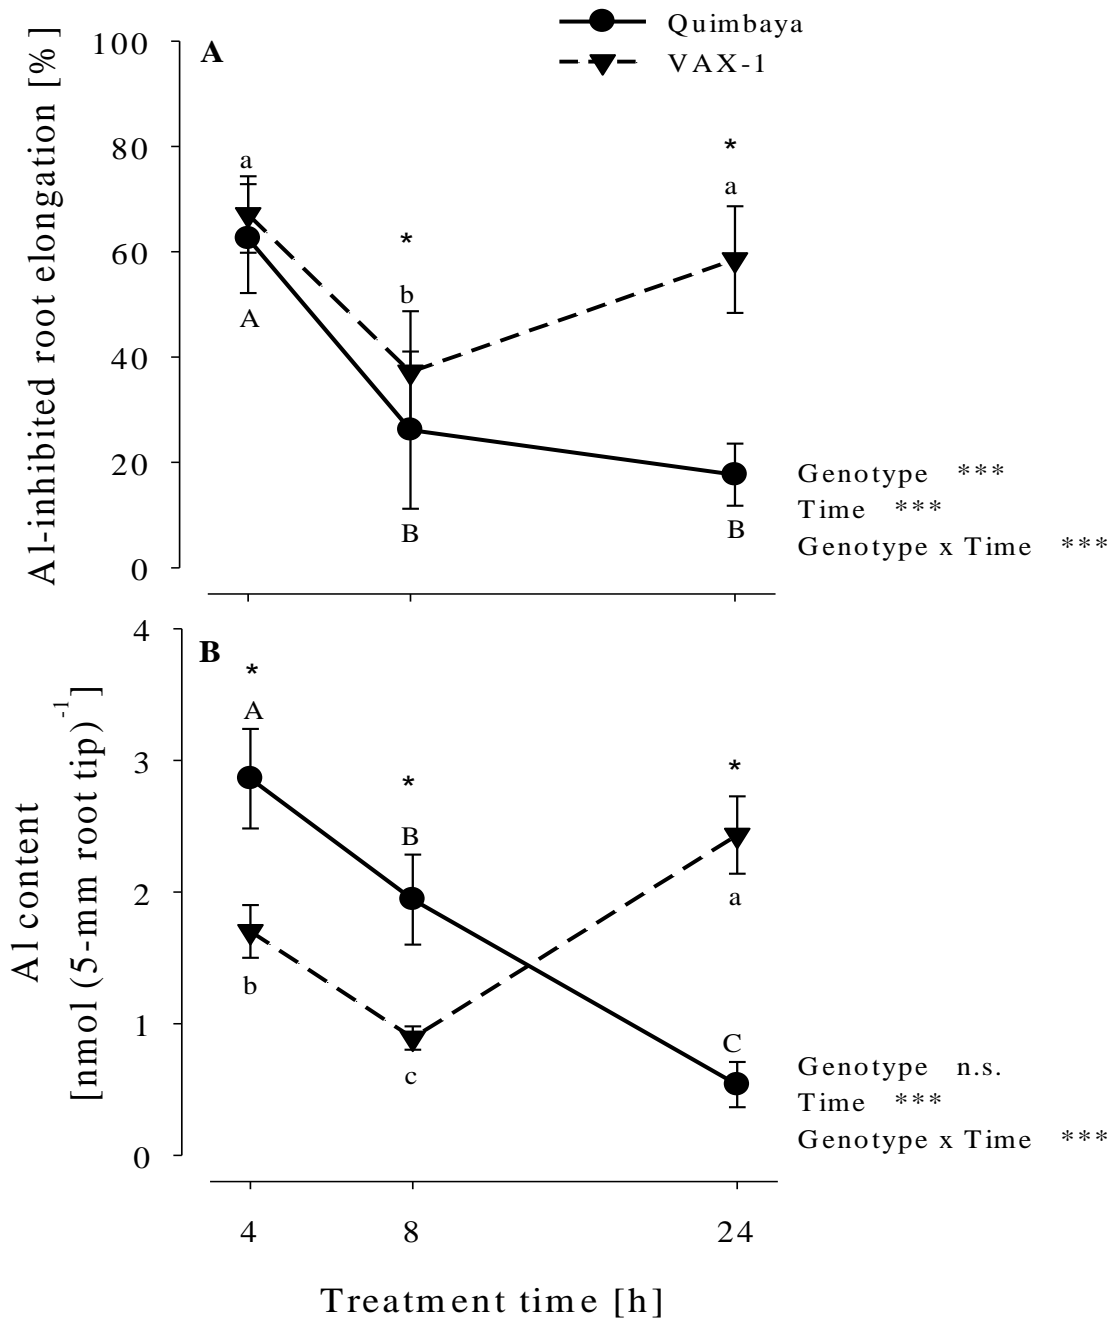 Quimbaya
VAX-1
A
Al-inhibited root elongation [%]
100
80
60
40
20
0
a
A
*
b
B
*
a
B
Genotype ***
Time ***
Genotype x Time ***
B
Al content
[nmol (5-mm root tip)-1]
4
3
2
1
0
*
A
b
*
B
c
*
a
C
Genotype n.s.
Time ***
Genotype x Time ***
4 8 24
Treatment time [h]